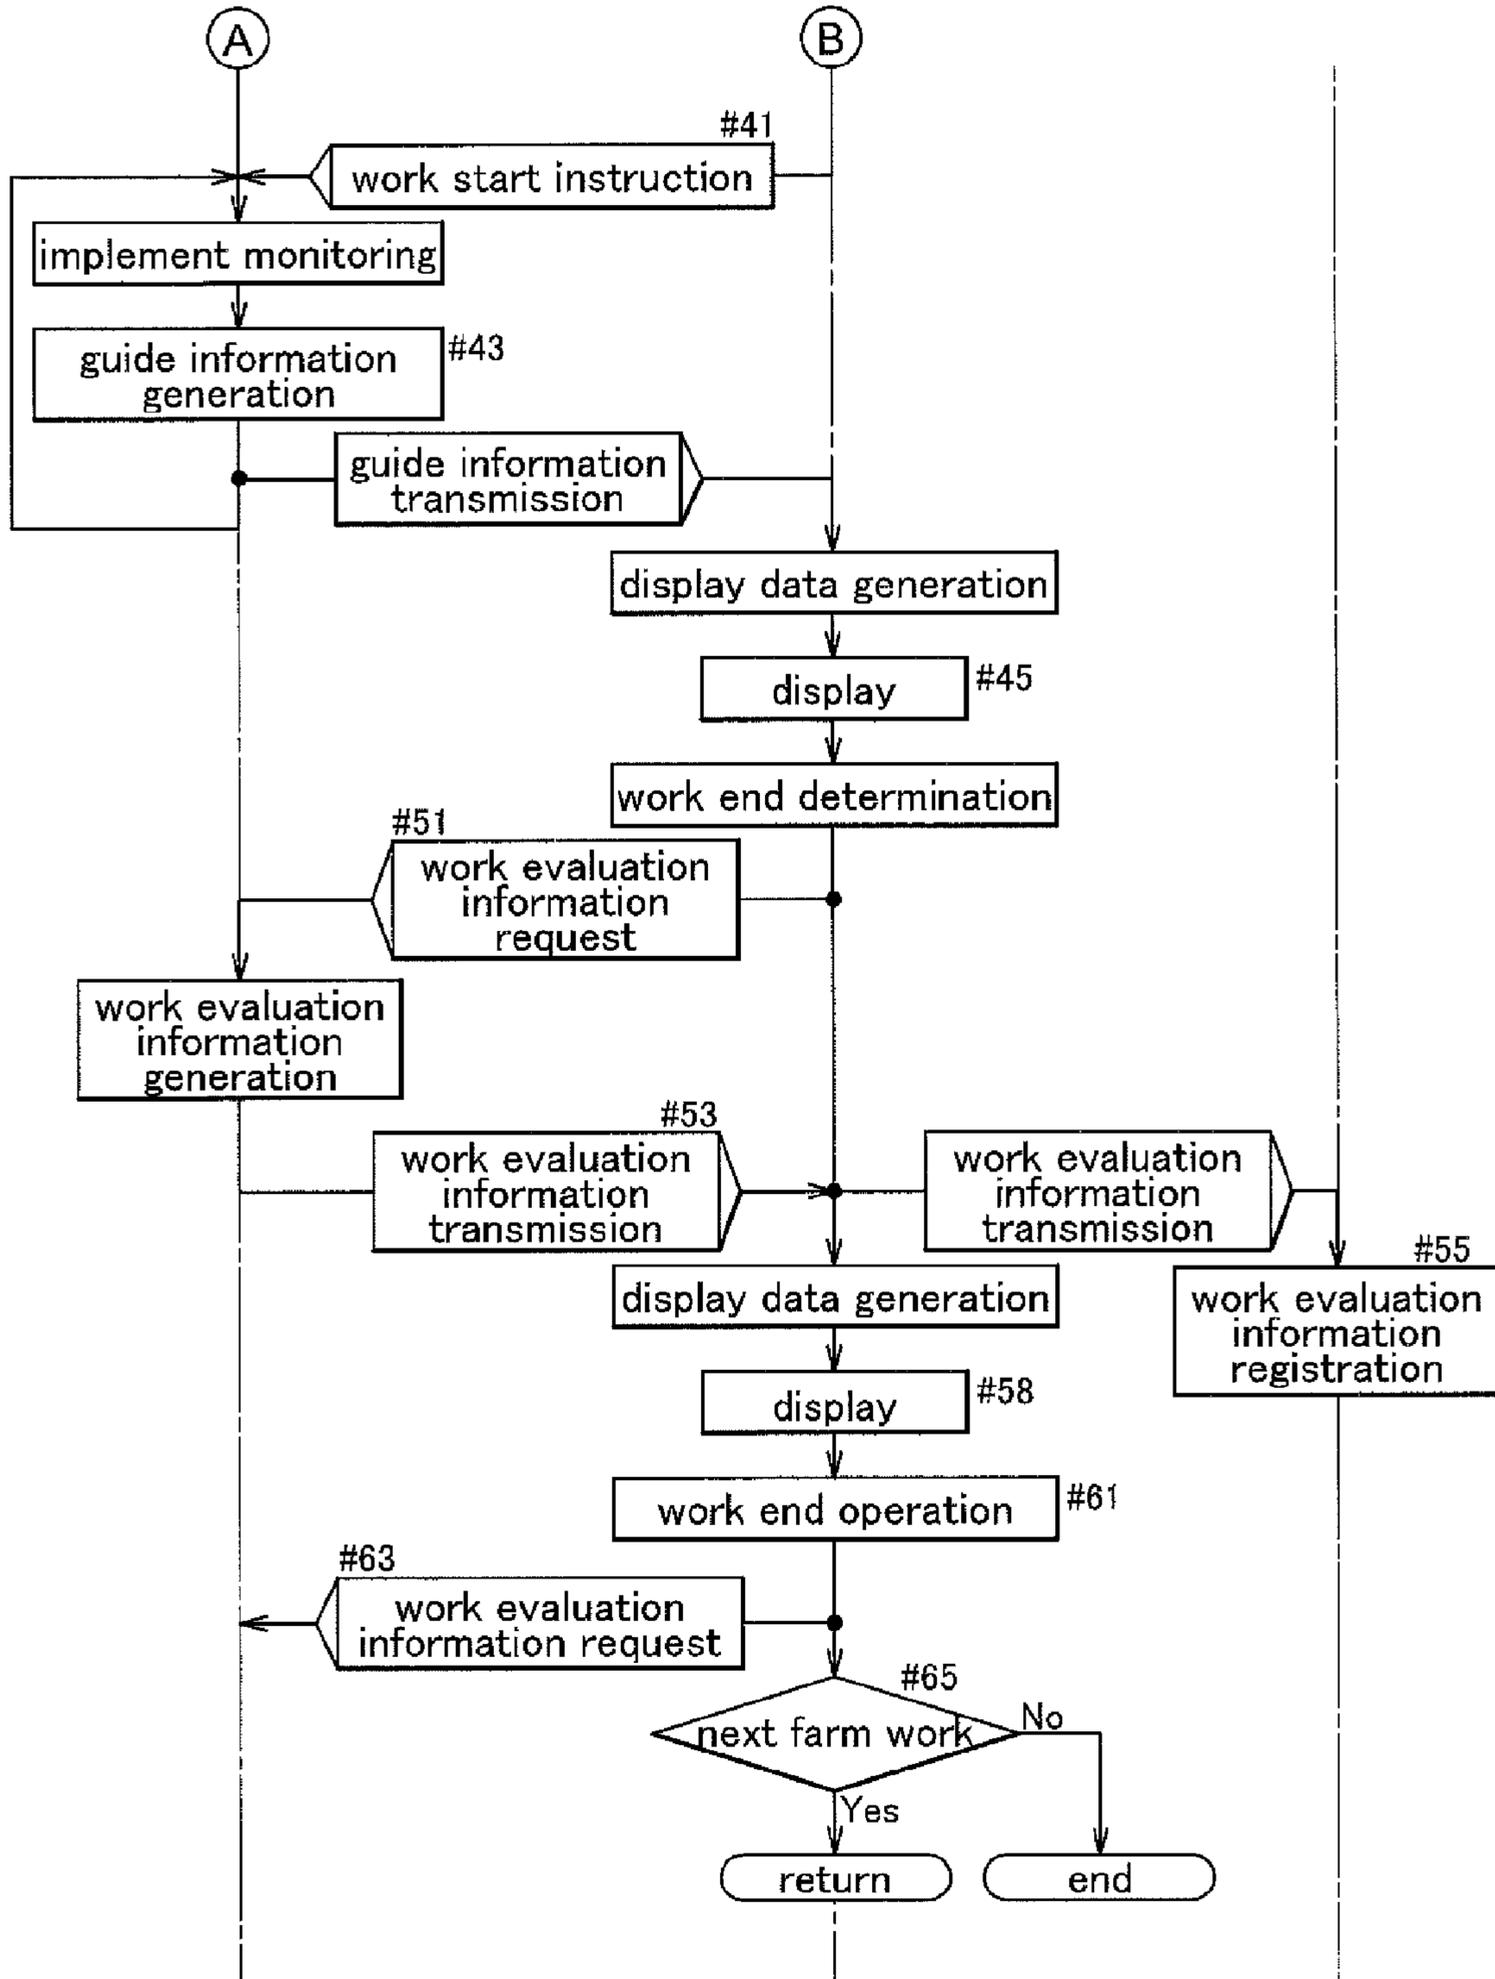 A
B
#41
work start instruction
implement monitoring
guide information
generation
#43
guide information
transmission
display data generation
display
#45
work end determination
#51
work evaluation
information
request
work evaluation
information
generation
#53
work evaluation
information
transmission
work evaluation
information
transmission
#55
work evaluation
information
registration
display data generation
display
#58
work end operation
#61
#63
work evaluation
information request
#65
next farm work
No
Yes
return
end